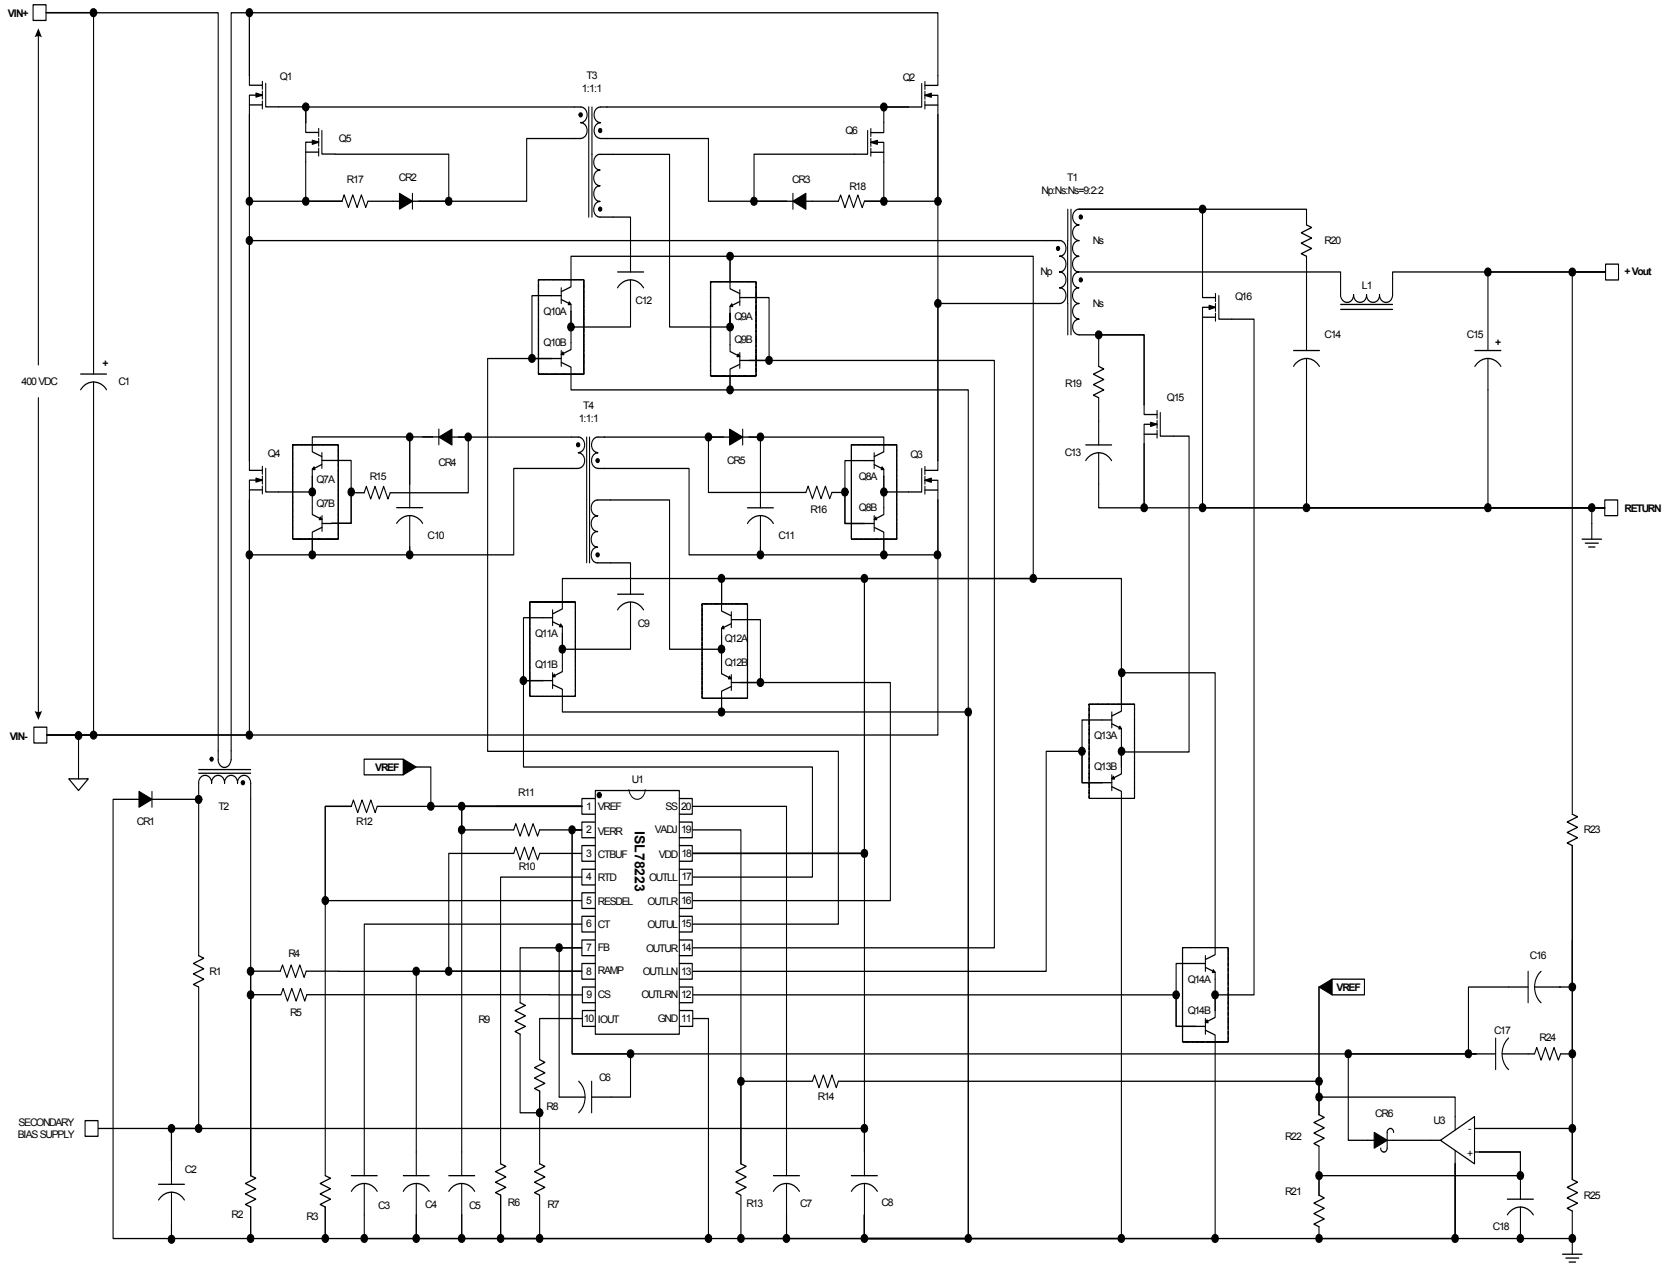 VIN+
Q1
T3
1:1:1
Q2
Q5
Q6
R17
CR2
CR3
R18
T1
Np:Ns:Ns=9:2:2
Ns
R20
Np
+ Vout
L1
Ns
Q16
C12
Q10A
Q10B
Q9A
Q9B
C14
C15
+
400 VDC
+
C1
R19
Q15
T4
1:1:1
Q4
CR4
CR5
Q3
C13
Q7A
Q7B
R15
R16
Q8A
Q8B
C10
C11
RETURN
C9
Q11A
Q11B
Q12A
Q12B
VIN-
Q13A
Q13B
VREF
U1
T2
CR1
R12
R11
R10
R23
ISL78223
1 VREF
2 VERR
3 CTBUF
4 RTD
5 RESDEL
6 CT
7 FB
8 RAMP
9 CS
10 IOUT
SS 20
VADJ 19
VDD 18
OUTLL 17
OUTLR 16
OUTUL 15
OUTUR 14
OUTLLN 13
OUTLRN 12
GND 11
R1
R4
R5
R9
Q14A
Q14B
VREF
C16
C17
R24
C6
R8
R14
SECONDARY
BIAS SUPPLY
R22
CR6
U3
-
+
C2
R2
R3
C3
C4
C5
R6
R7
R13
C7
C8
R21
C18
R25